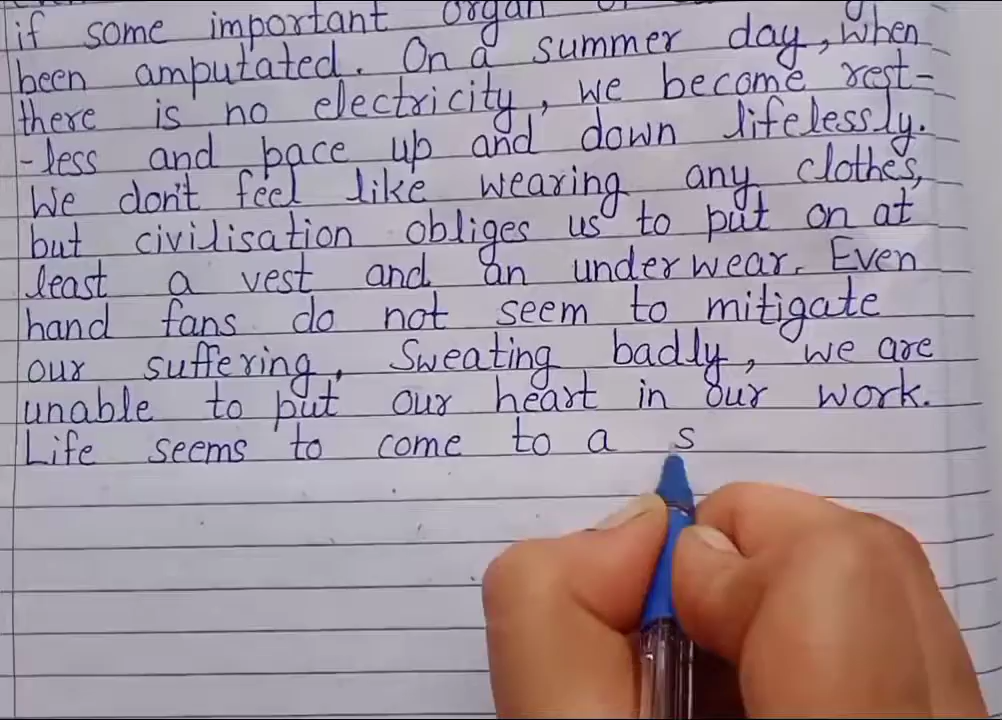 if some important organ
been amputated. On a summer day, when
there is no electricity, we become rest-
-less and pace up and down lifelessly.
We don't feel like wearing any clothes,
but civilisation obliges us to put on at
least a vest and an underwear. Even
hand fans do not seem to mitigate
our suffering. Sweating badly, we are
unable to put our heart in our work.
Life seems to come to a s